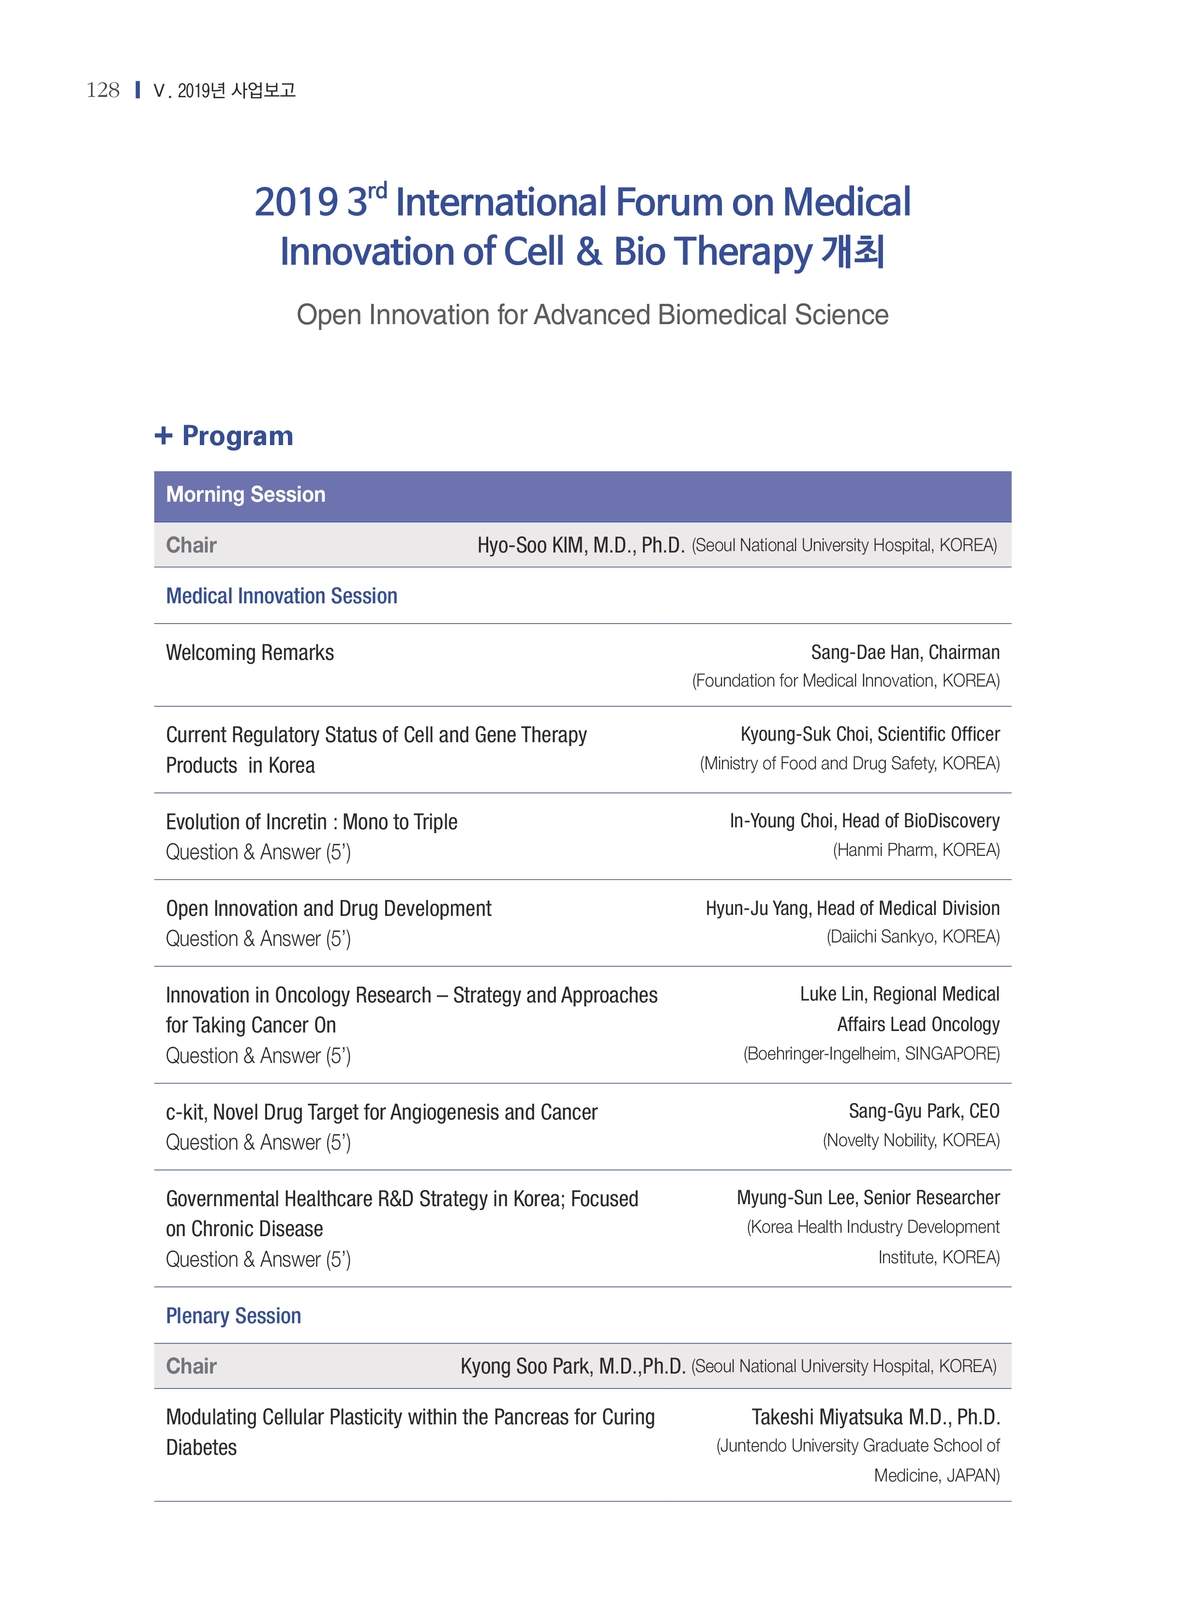 128 Ⅴ. 2019년 사업보고
2019 3rd International Forum on Medical
Innovation of Cell & Bio Therapy 개최
Open Innovation for Advanced Biomedical Science
+ Program
Morning Session
Chair Hyo-Soo KIM, M.D., Ph.D. (Seoul National University Hospital, KOREA)
Medical Innovation Session
Welcoming Remarks Sang-Dae Han, Chairman
(Foundation for Medical Innovation, KOREA)
Current Regulatory Status of Cell and Gene Therapy Kyoung-Suk Choi, Scientific Officer
Products in Korea (Ministry of Food and Drug Safety, KOREA)
Evolution of Incretin : Mono to Triple In-Young Choi, Head of BioDiscovery
Question & Answer (5’) (Hanmi Pharm, KOREA)
Open Innovation and Drug Development Hyun-Ju Yang, Head of Medical Division
Question & Answer (5’) (Daiichi Sankyo, KOREA)
Innovation in Oncology Research – Strategy and Approaches Luke Lin, Regional Medical
for Taking Cancer On Affairs Lead Oncology
Question & Answer (5’) (Boehringer-Ingelheim, SINGAPORE)
c-kit, Novel Drug Target for Angiogenesis and Cancer Sang-Gyu Park, CEO
Question & Answer (5’) (Novelty Nobility, KOREA)
Governmental Healthcare R&D Strategy in Korea; Focused Myung-Sun Lee, Senior Researcher
on Chronic Disease (Korea Health Industry Development
Question & Answer (5’) Institute, KOREA)
Plenary Session
Chair Kyong Soo Park, M.D.,Ph.D. (Seoul National University Hospital, KOREA)
Modulating Cellular Plasticity within the Pancreas for Curing Takeshi Miyatsuka M.D., Ph.D.
Diabetes (Juntendo University Graduate School of
Medicine, JAPAN)